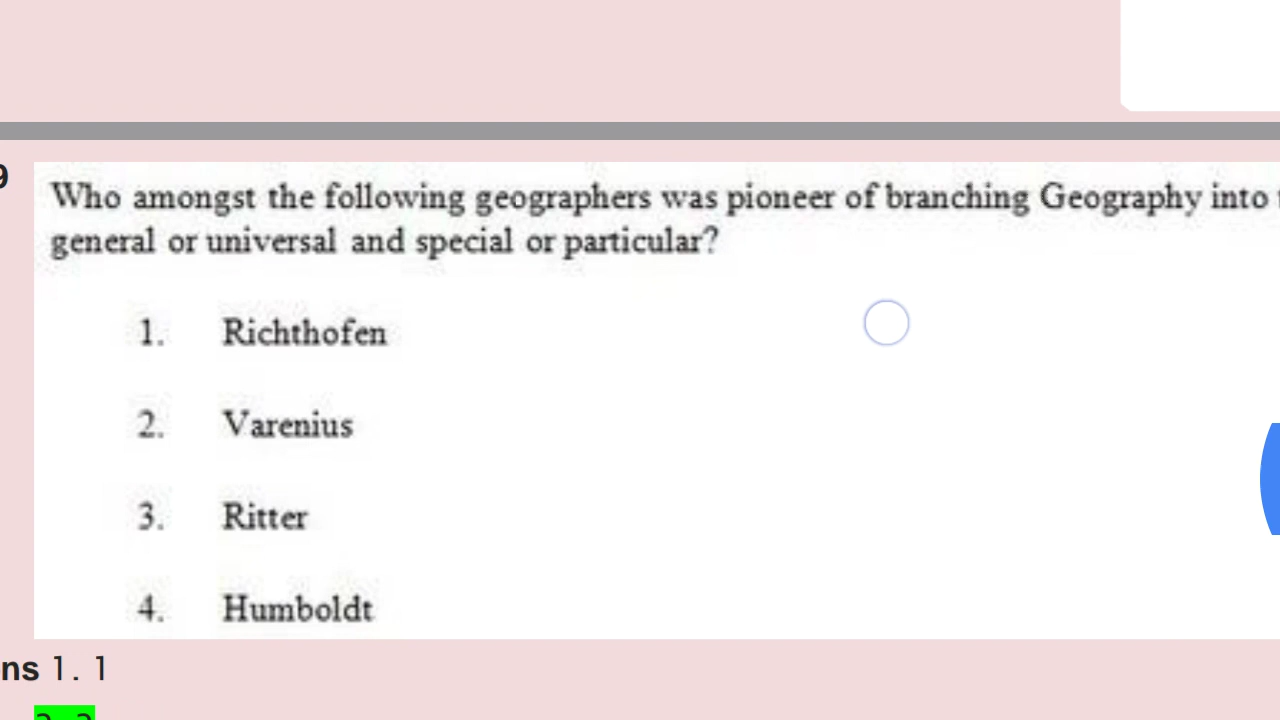 9
Who amongst the following geographers was pioneer of branching Geography into
general or universal and special or particular?
1. Richthofen
2. Varenius
3. Ritter
4. Humboldt
ns 1. 1